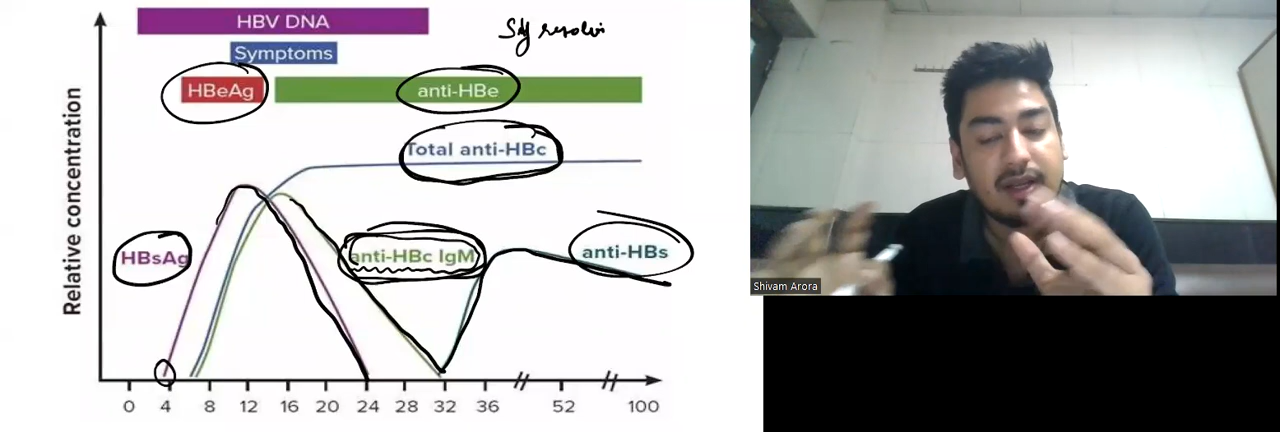 HBV DNA
Symptoms
HBeAg
anti-HBe
Total anti-HBc
HBsAg
anti-HBc IgM
anti-HBs
Relative concentration
0 4 8 12 16 20 24 28 32 36 52 100
Shivam Arora